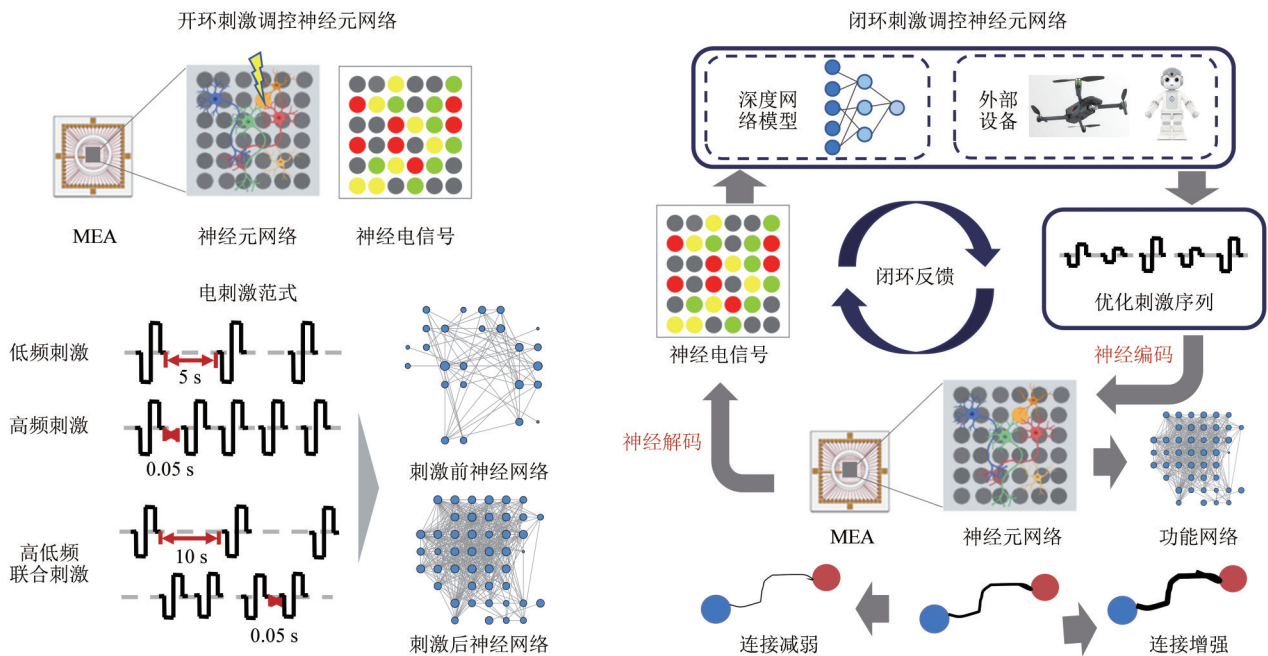 开环刺激调控神经元网络
MEA
神经元网络
神经电信号
电刺激范式
低频刺激
5 s
高频刺激
0.05 s
刺激前神经网络
高低频
联合刺激
10 s
0.05 s
刺激后神经网络
闭环刺激调控神经元网络
深度网
络模型
外部
设备
神经电信号
闭环反馈
优化刺激序列
神经编码
神经解码
MEA
神经元网络
功能网络
连接减弱
连接增强